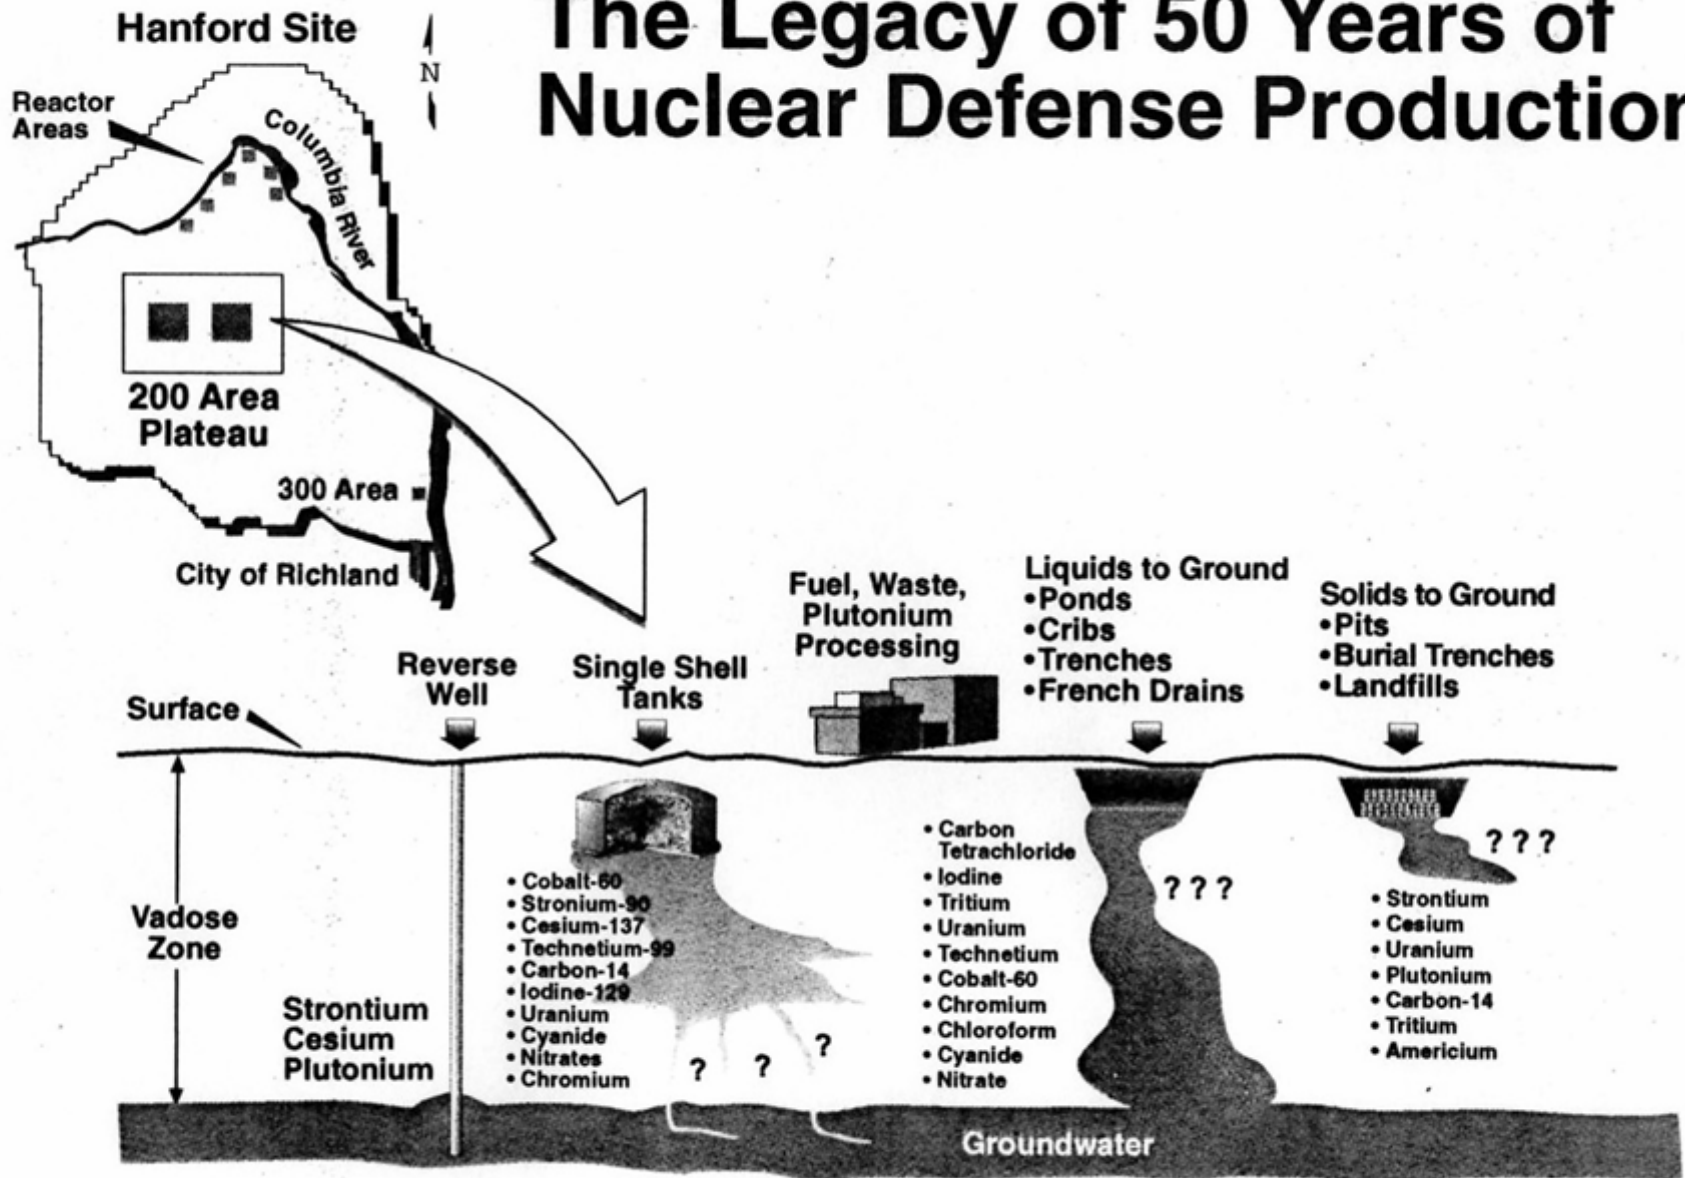 Hanford Site
The Legacy of 50 Years of
Nuclear Defense Production
N
Reactor
Areas
Columbia River
200 Area
Plateau
300 Area
City of Richland
Surface
Reverse
Well
Single Shell
Tanks
Fuel, Waste,
Plutonium
Processing
Liquids to Ground
•Ponds
•Cribs
•Trenches
•French Drains
Solids to Ground
•Pits
•Burial Trenches
•Landfills
Vadose
Zone
Strontium
Cesium
Plutonium
• Cobalt-60
• Stronium-90
• Cesium-137
• Technetium-99
• Carbon-14
• Iodine-129
• Uranium
• Cyanide
• Nitrates
• Chromium
? ? ?
• Carbon
Tetrachloride
• Iodine
• Tritium
• Uranium
• Technetium
• Cobalt-60
• Chromium
• Chloroform
• Cyanide
• Nitrate
? ? ?
? ? ?
• Strontium
• Cesium
• Uranium
• Plutonium
• Carbon-14
• Tritium
• Americium
Groundwater